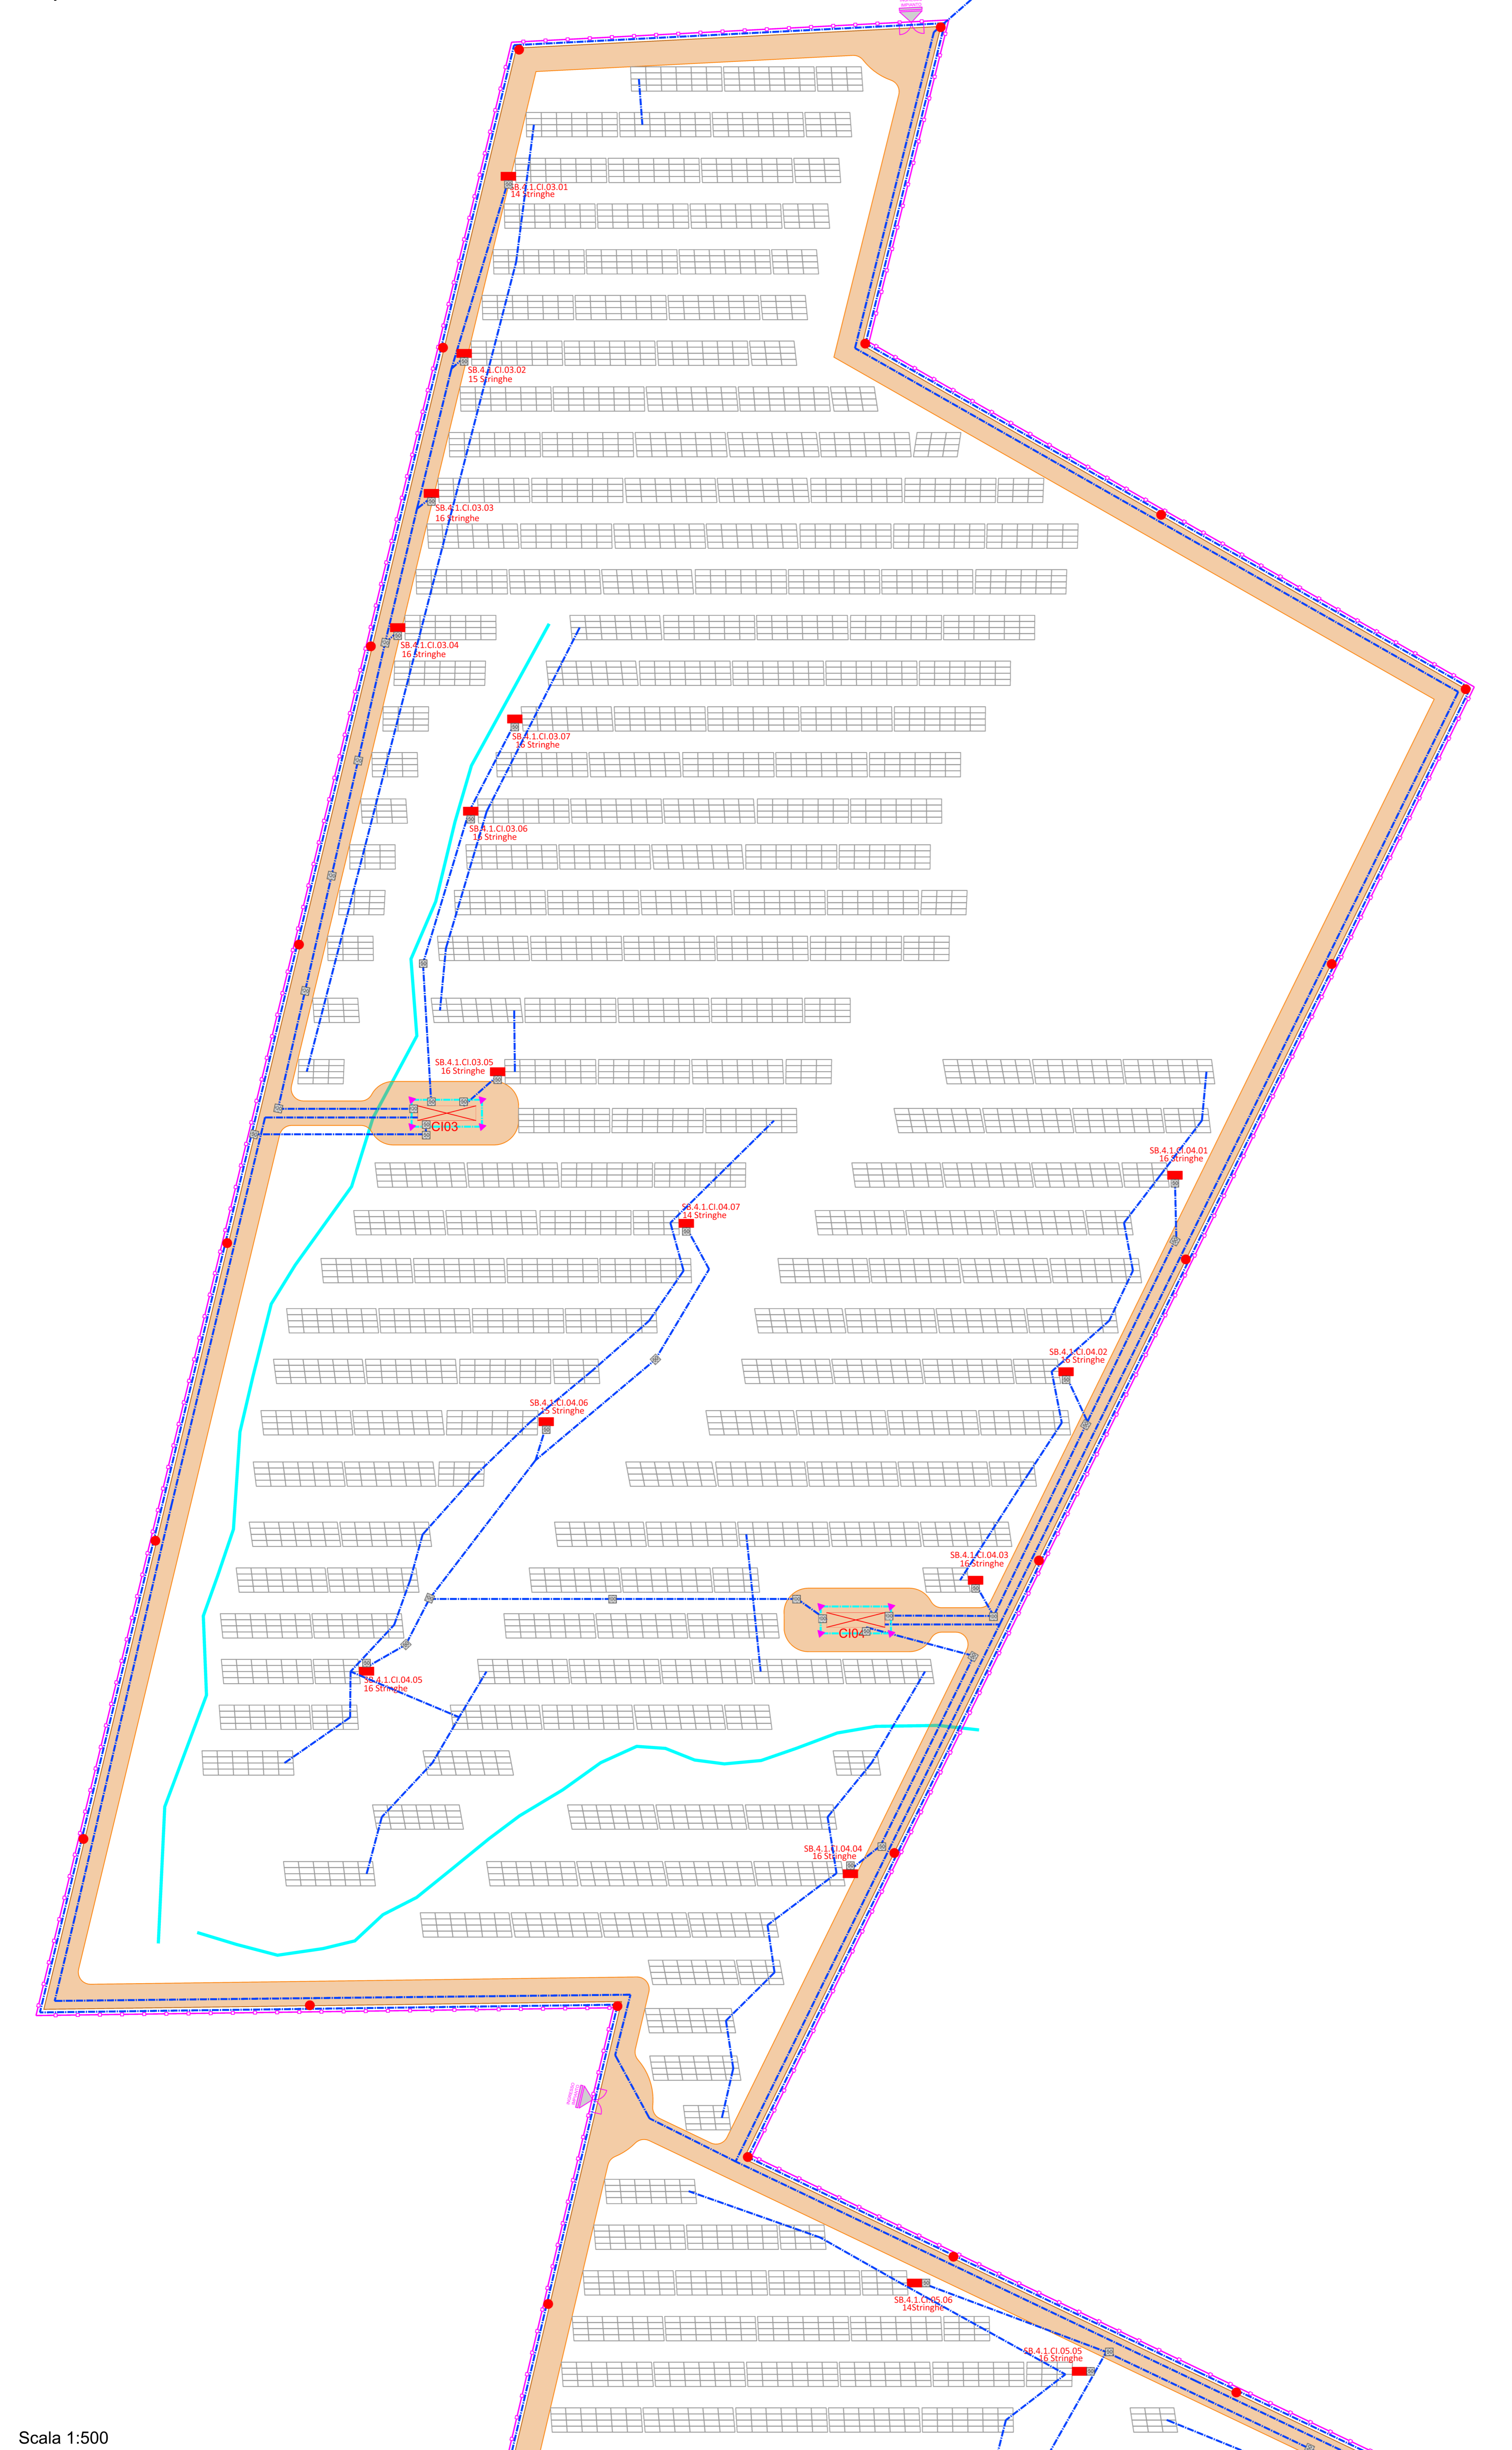 IMPIANTO
SB.4.1.CI.03.01
14 Stringhe
SB.4.1.CI.03.02
15 Stringhe
SB.4.1.CI.03.03
16 Stringhe
SB.4.1.CI.03.04
16 Stringhe
SB.4.1.CI.03.07
16 Stringhe
SB.4.1.CI.03.06
16 Stringhe
SB.4.1.CI.03.05
16 Stringhe
CI03
SB.4.1.CI.04.01
16 Stringhe
SB.4.1.CI.04.07
14 Stringhe
SB.4.1.CI.04.02
16 Stringhe
SB.4.1.CI.04.06
15 Stringhe
SB.4.1.CI.04.03
16 Stringhe
CI04
SB.4.1.CI.04.05
16 Stringhe
SB.4.1.CI.04.04
16 Stringhe
INGRESSO
IMPIANTO
SB.4.1.CI.05.06
14Stringhe
SB.4.1.CI.05.05
16 Stringhe
Scala 1:500